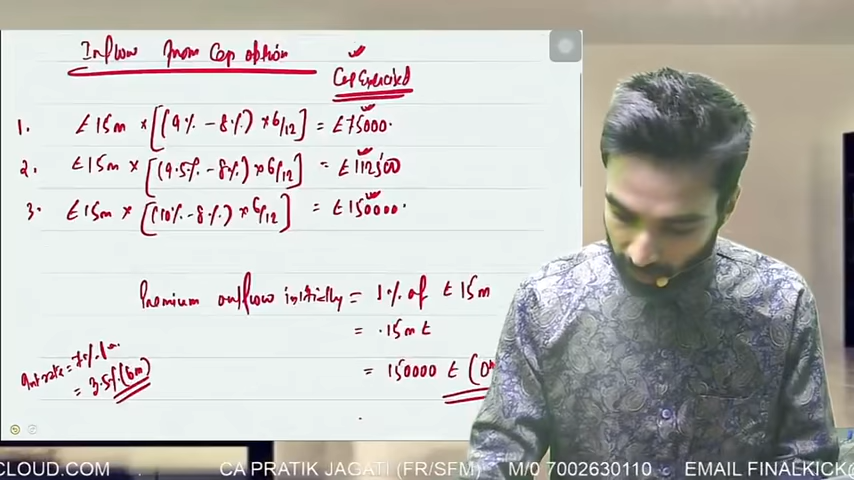 Inflow from Cap option
Cap Exercised
1. £15m × [(9% - 8%) × 6/12] = £75000.
2. £15m × [(9.5% - 8%) × 6/12] = £112500
3. £15m × [(10% - 8%) × 6/12] = £150000.
Premium outflow initially = 1% of £15m
= .15m £
= 150000 £
Int rate = 7%
= 3.5% (6m)
CLOUD.COM CA PRATIK JAGATI (FR/SFM) M/0 7002630110 EMAIL FINALKICK@